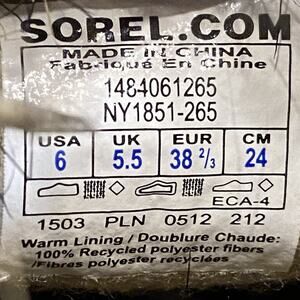 SOREL.COM
MADE IN CHINA
Fabriqué En Chine
1484061265
NY1851-265
USA UK EUR CM
6 5.5 38 2/3 24
ECA-4
1503 PLN 0512 212
Warm Lining / Doublure Chaude:
100% Recycled polyester fibers
/Fibres polyester recyclées